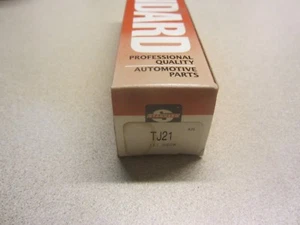 DARD
PROFESSIONAL
QUALITY
AUTOMOTIVE
PARTS
TJ21